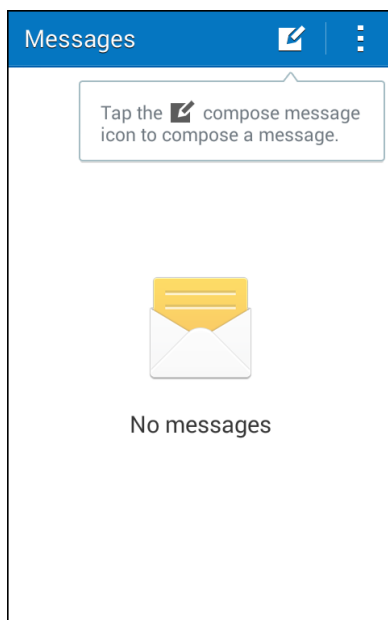 Messages
Tap the compose message
icon to compose a message.
No messages